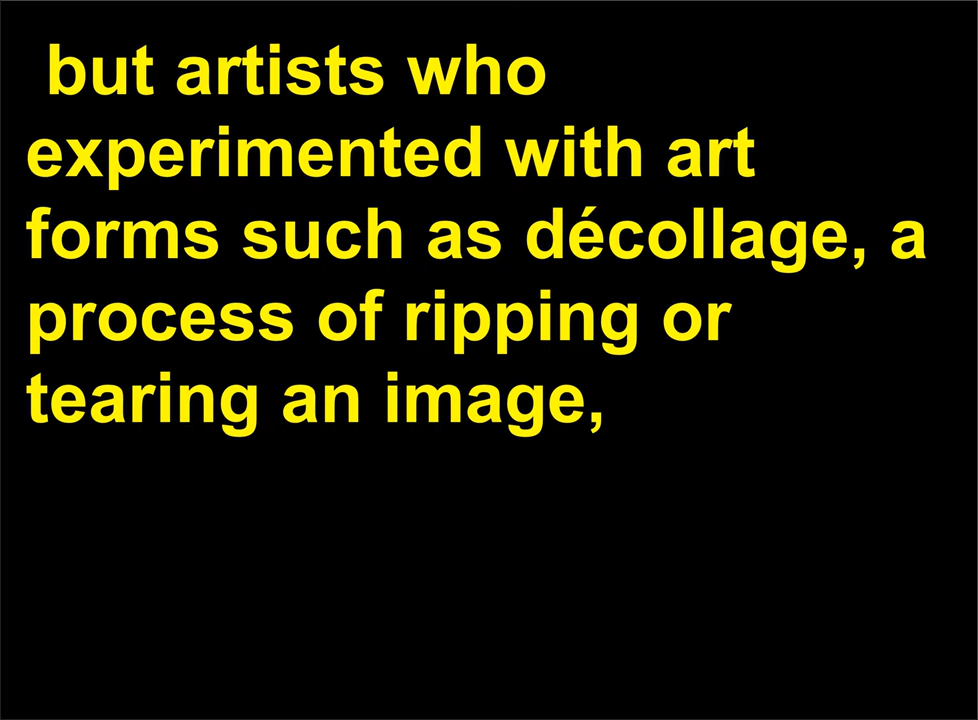 but artists who
experimented with art
forms such as décollage, a
process of ripping or
tearing an image,